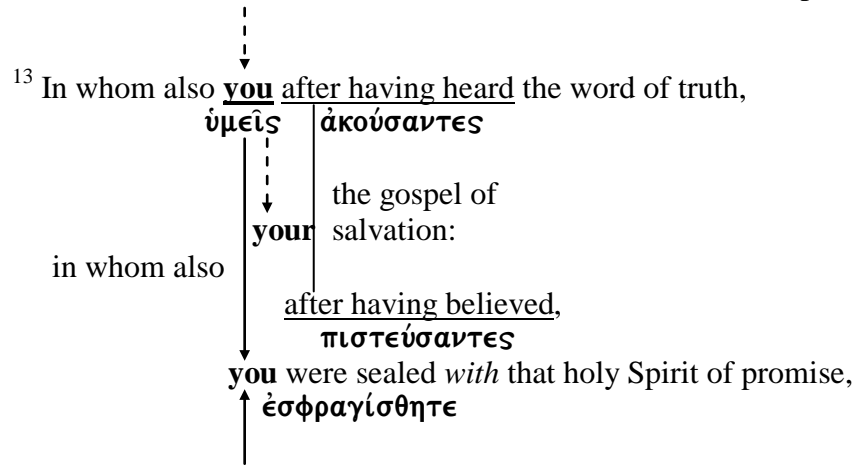 13 In whom also you after having heard the word of truth,
ὑμεῖς ἀκούσαντες
the gospel of
your salvation:
in whom also
after having believed,
πιστεύσαντες
you were sealed with that holy Spirit of promise,
ἐσφραγίσθητε